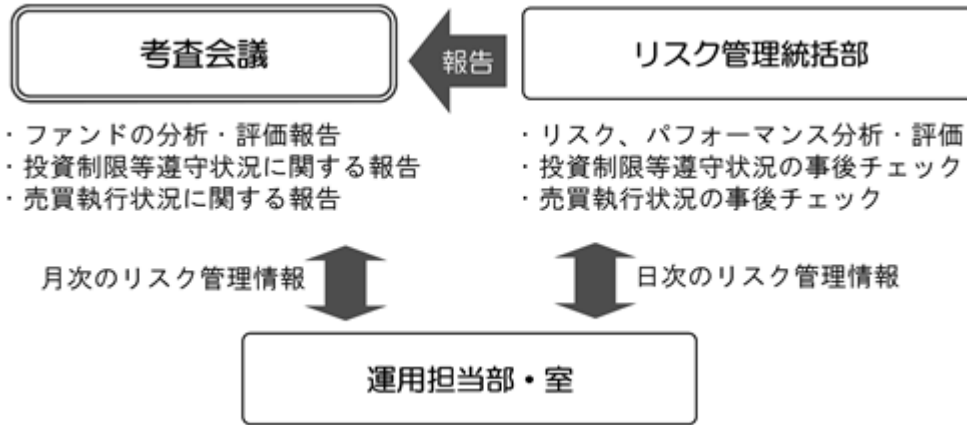 考査会議
報告
リスク管理統括部
・ファンドの分析・評価報告
・投資制限等遵守状況に関する報告
・売買執行状況に関する報告
・リスク、パフォーマンス分析・評価
・投資制限等遵守状況の事後チェック
・売買執行状況の事後チェック
月次のリスク管理情報
日次のリスク管理情報
運用担当部・室